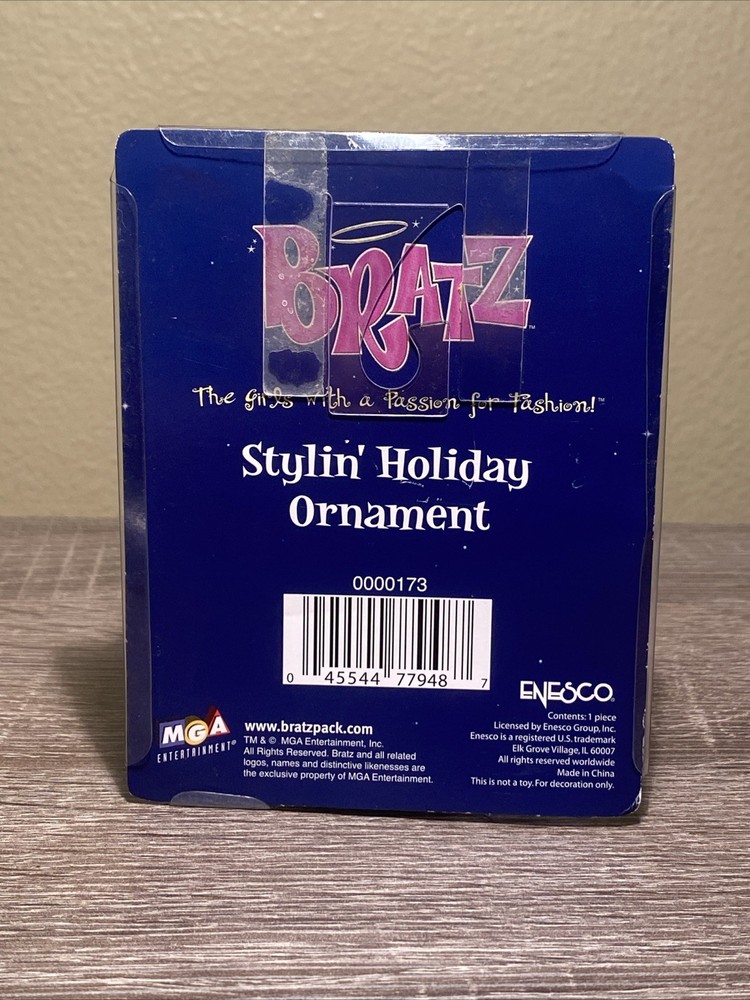 BRATZ™
The Girls with a Passion for Fashion!™
Stylin' Holiday
Ornament
0000173
0 45544 77948 7
ENESCO®
Contents: 1 piece
Licensed by Enesco Group, Inc.
Enesco is a registered U.S. trademark
Elk Grove Village, IL 60007
All rights reserved worldwide
Made in China
This is not a toy. For decoration only.
MGA
ENTERTAINMENT®
www.bratzpack.com
TM & © MGA Entertainment, Inc.
All Rights Reserved. Bratz and all related
logos, names and distinctive likenesses are
the exclusive property of MGA Entertainment.